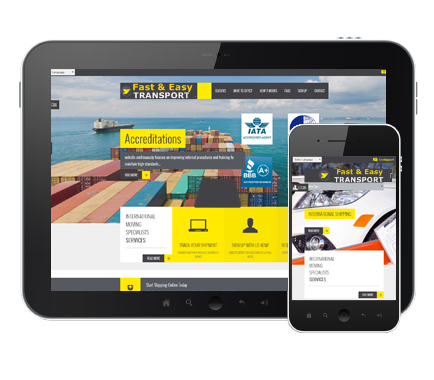 Language
Fast & Easy
TRANSPORT
SERVICES WHAT TO EXPECT HOW IT WORKS FAQS SIGN UP CONTACT
IATA
Accreditations
website continuously focuses on improving internal procedures and training to
maintain high standards...
READ MORE
BBB A+
INTERNATIONAL
MOVING
SPECIALISTS
SERVICES
READ MORE
TRACK YOUR SHIPMENT
SIGN UP WITH US NOW!
Start Shipping Online Today
Fast & Easy
TRANSPORT
LOGIN
INTERNATIONAL SHIPPING
READ MORE
INTERNATIONAL
MOVING
SPECIALISTS
SERVICES
READ MORE